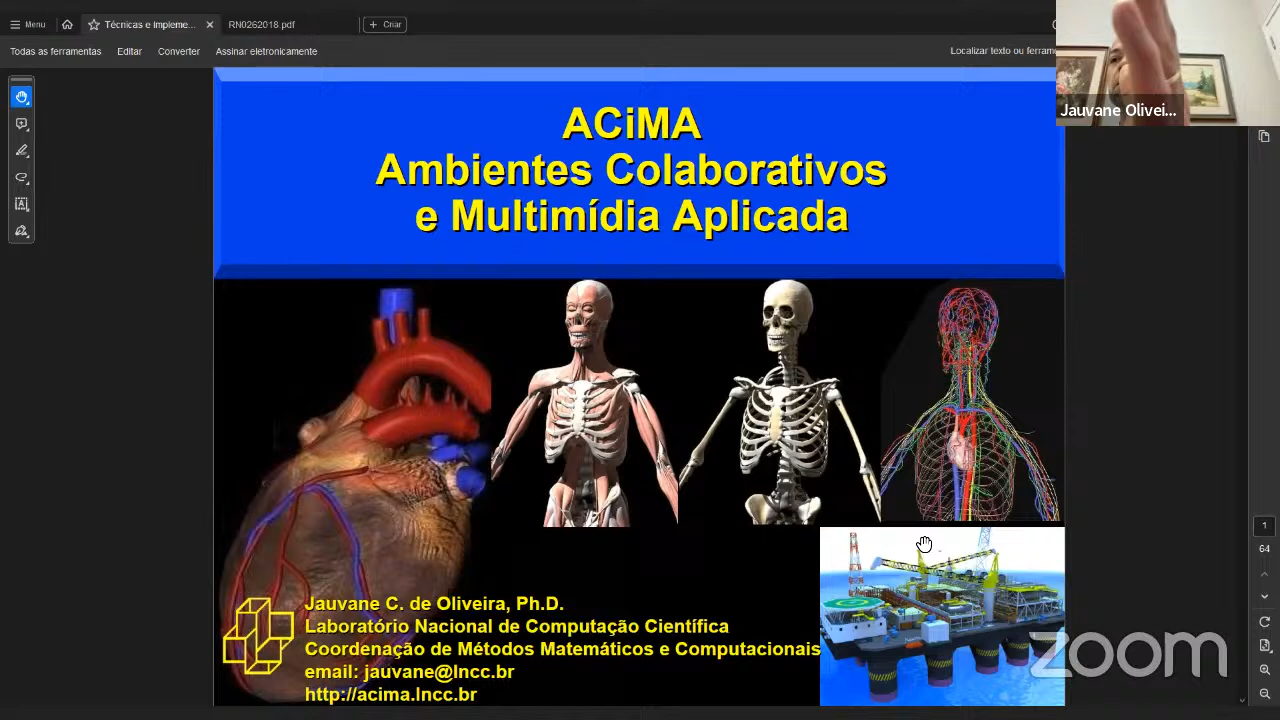 Menu
Técnicas e Impleme...
RN0262018 pdf
Criar
Todas as ferramentas
Editar
Converter
Assinar eletronicamente
Localizar texto ou ferram
Jauvane Olivei...
ACiMA
Ambientes Colaborativos
e Multimídia Aplicada
Jauvane C. de Oliveira, Ph.D.
Laboratório Nacional de Computação Científica
Coordenação de Métodos Matemáticos e Computacionais
email: jauvane@lncc.br
http://acima.lncc.br
1
64
zoom